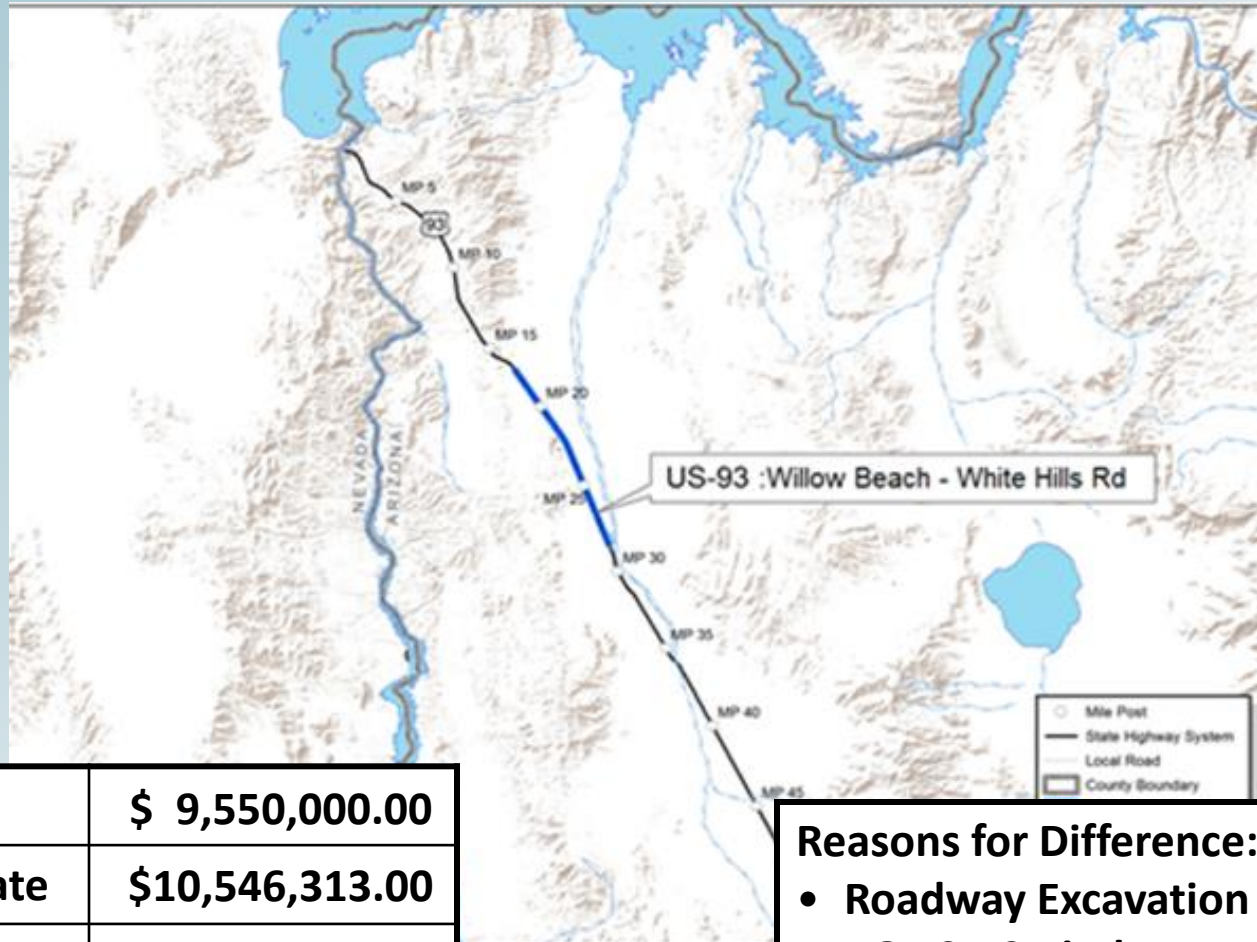 MP 5
93
MP 10
MP 15
MP 20
NEVADA
ARIZONA
US-93 :Willow Beach - White Hills Rd
MP 25
MP 30
MP 35
MP 40
MP 45
Mile Post
State Highway System
Local Road
County Boundary
$ 9,550,000.00
$10,546,313.00
Reasons for Difference:
• Roadway Excavation